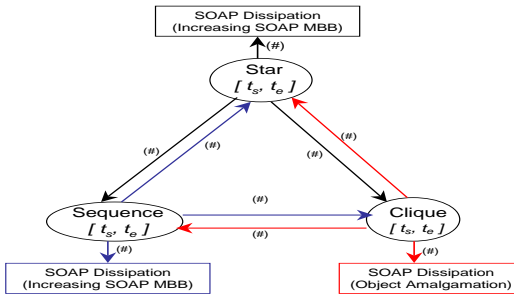 SOAP Dissipation
(Increasing SOAP MBB)
(#)
Star
[ ts, te ]
(#)
(#)
(#)
(#)
(#)
Sequence
[ ts, te ]
(#)
Clique
[ ts, te ]
(#)
(#)
SOAP Dissipation
(Increasing SOAP MBB)
SOAP Dissipation
(Object Amalgamation)